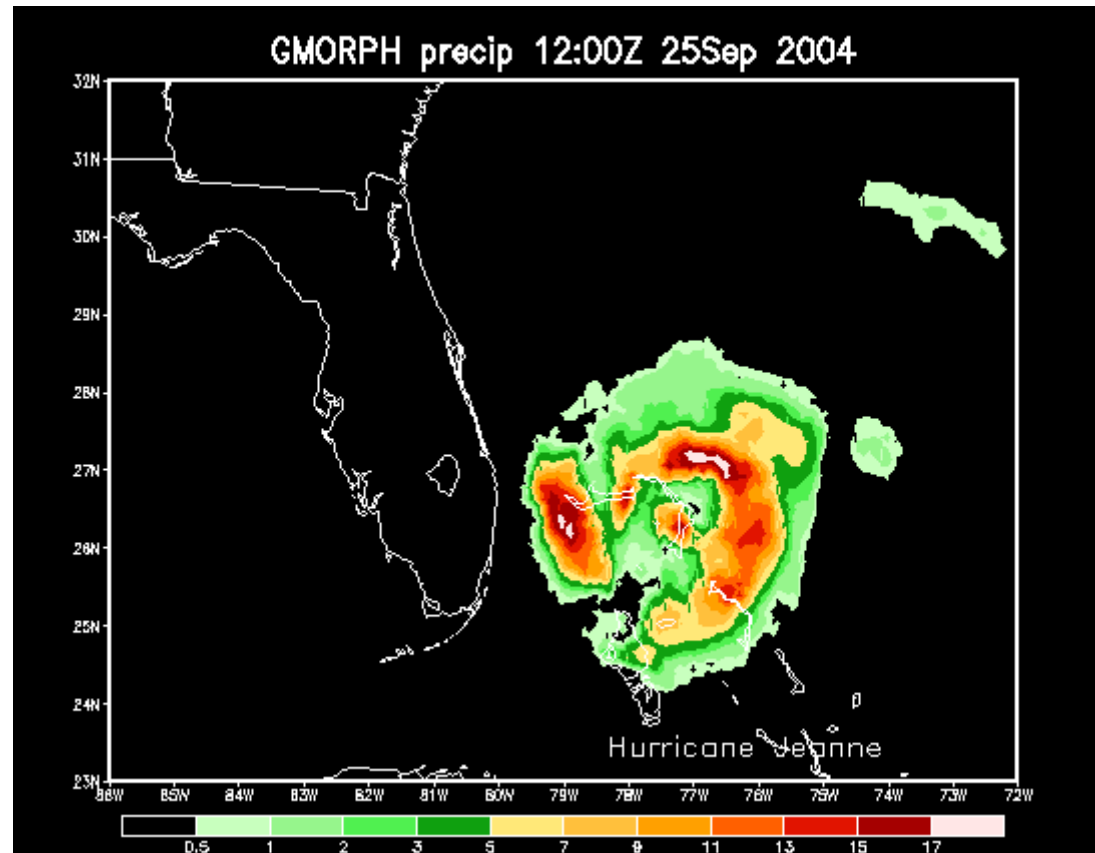 GMORPH precip 12:00Z 25Sep 2004
32N
31N
30N
29N
28N
27N
26N
25N
24N
23N
Hurricane Jeanne
86W 85W 84W 83W 82W 81W 80W 79W 78W 77W 76W 75W 74W 73W 72W
0.5 1 2 3 5 7 9 11 13 15 17